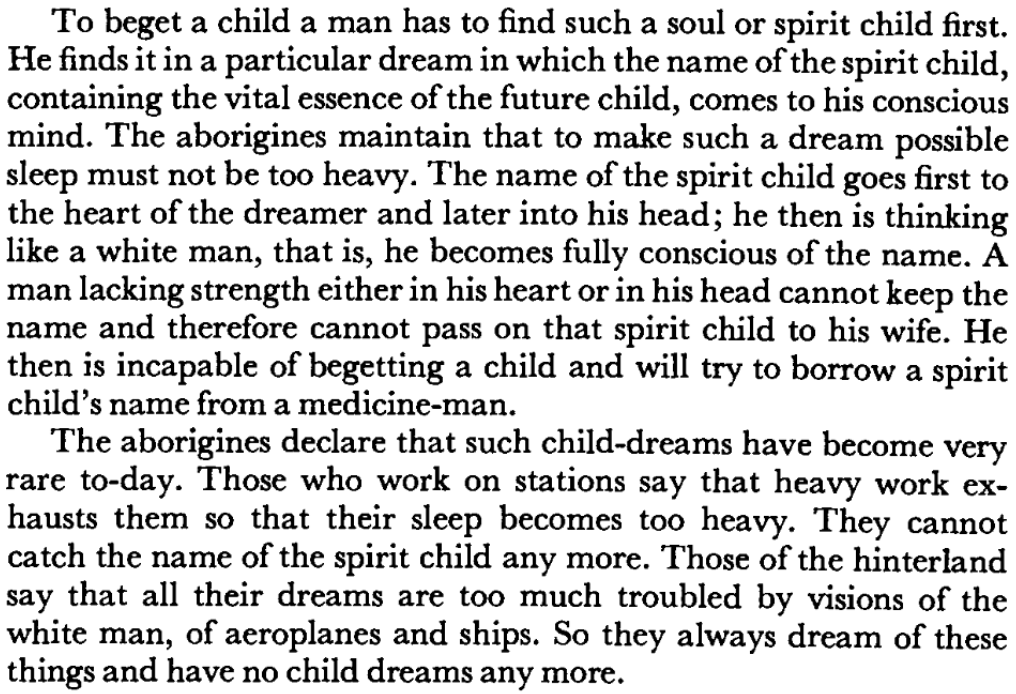 To beget a child a man has to find such a soul or spirit child first.
He finds it in a particular dream in which the name of the spirit child,
containing the vital essence of the future child, comes to his conscious
mind. The aborigines maintain that to make such a dream possible
sleep must not be too heavy. The name of the spirit child goes first to
the heart of the dreamer and later into his head; he then is thinking
like a white man, that is, he becomes fully conscious of the name. A
man lacking strength either in his heart or in his head cannot keep the
name and therefore cannot pass on that spirit child to his wife. He
then is incapable of begetting a child and will try to borrow a spirit
child's name from a medicine-man.
The aborigines declare that such child-dreams have become very
rare to-day. Those who work on stations say that heavy work ex-
hausts them so that their sleep becomes too heavy. They cannot
catch the name of the spirit child any more. Those of the hinterland
say that all their dreams are too much troubled by visions of the
white man, of aeroplanes and ships. So they always dream of these
things and have no child dreams any more.